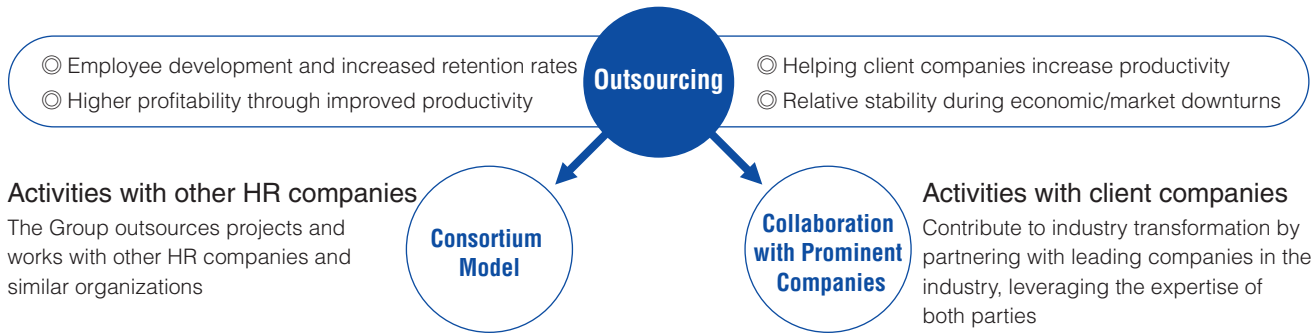 ◎ Employee development and increased retention rates
◎ Higher profitability through improved productivity
Outsourcing
◎ Helping client companies increase productivity
◎ Relative stability during economic/market downturns
Activities with other HR companies
The Group outsources projects and
works with other HR companies and
similar organizations
Consortium
Model
Collaboration
with Prominent
Companies
Activities with client companies
Contribute to industry transformation by
partnering with leading companies in the
industry, leveraging the expertise of
both parties